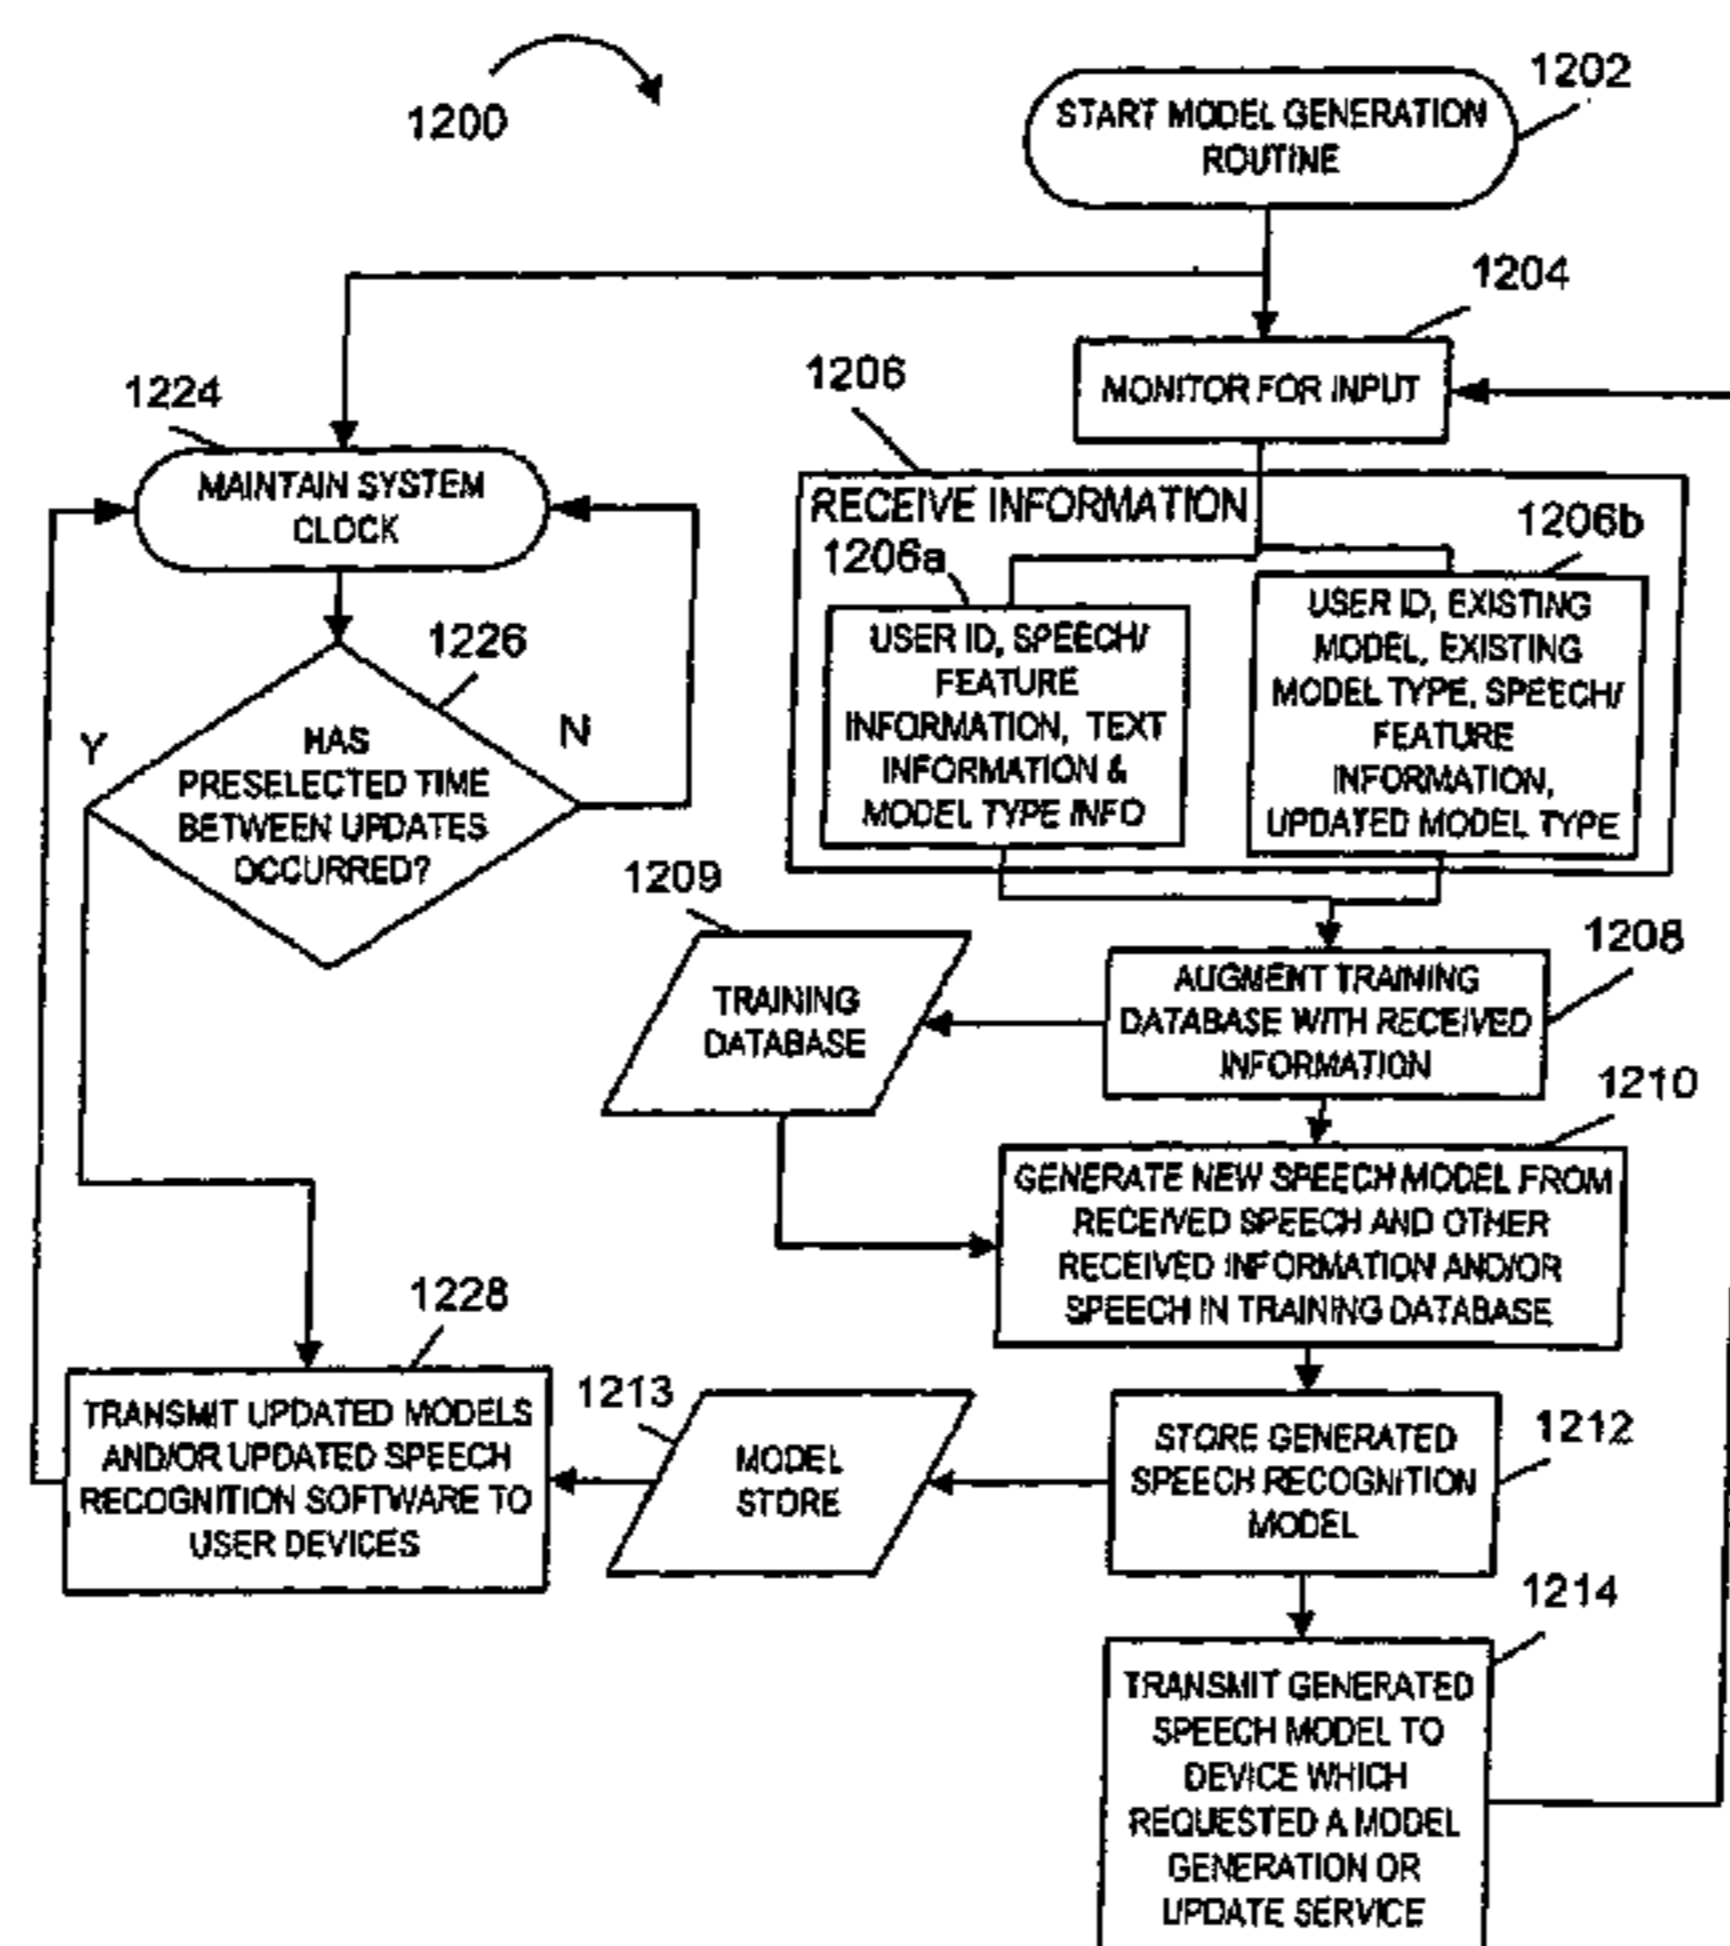 1200
1202
START MODEL GENERATION
ROUTINE
1204
MONITOR FOR INPUT
1224
MAINTAIN SYSTEM
CLOCK
1206
RECEIVE INFORMATION
1206a
USER ID, SPEECH/
FEATURE
INFORMATION, TEXT
INFORMATION &
MODEL TYPE INFO
1206b
USER ID, EXISTING
MODEL, EXISTING
MODEL TYPE, SPEECH/
FEATURE
INFORMATION,
UPDATED MODEL TYPE
1226
Y
N
HAS
PRESELECTED TIME
BETWEEN UPDATES
OCCURRED?
1209
TRAINING
DATABASE
1208
AUGMENT TRAINING
DATABASE WITH RECEIVED
INFORMATION
1210
GENERATE NEW SPEECH MODEL FROM
RECEIVED SPEECH AND OTHER
RECEIVED INFORMATION AND/OR
SPEECH IN TRAINING DATABASE
1228
TRANSMIT UPDATED MODELS
AND/OR UPDATED SPEECH
RECOGNITION SOFTWARE TO
USER DEVICES
1213
MODEL
STORE
1212
STORE GENERATED
SPEECH RECOGNITION
MODEL
1214
TRANSMIT GENERATED
SPEECH MODEL TO
DEVICE WHICH
REQUESTED A MODEL
GENERATION OR
UPDATE SERVICE